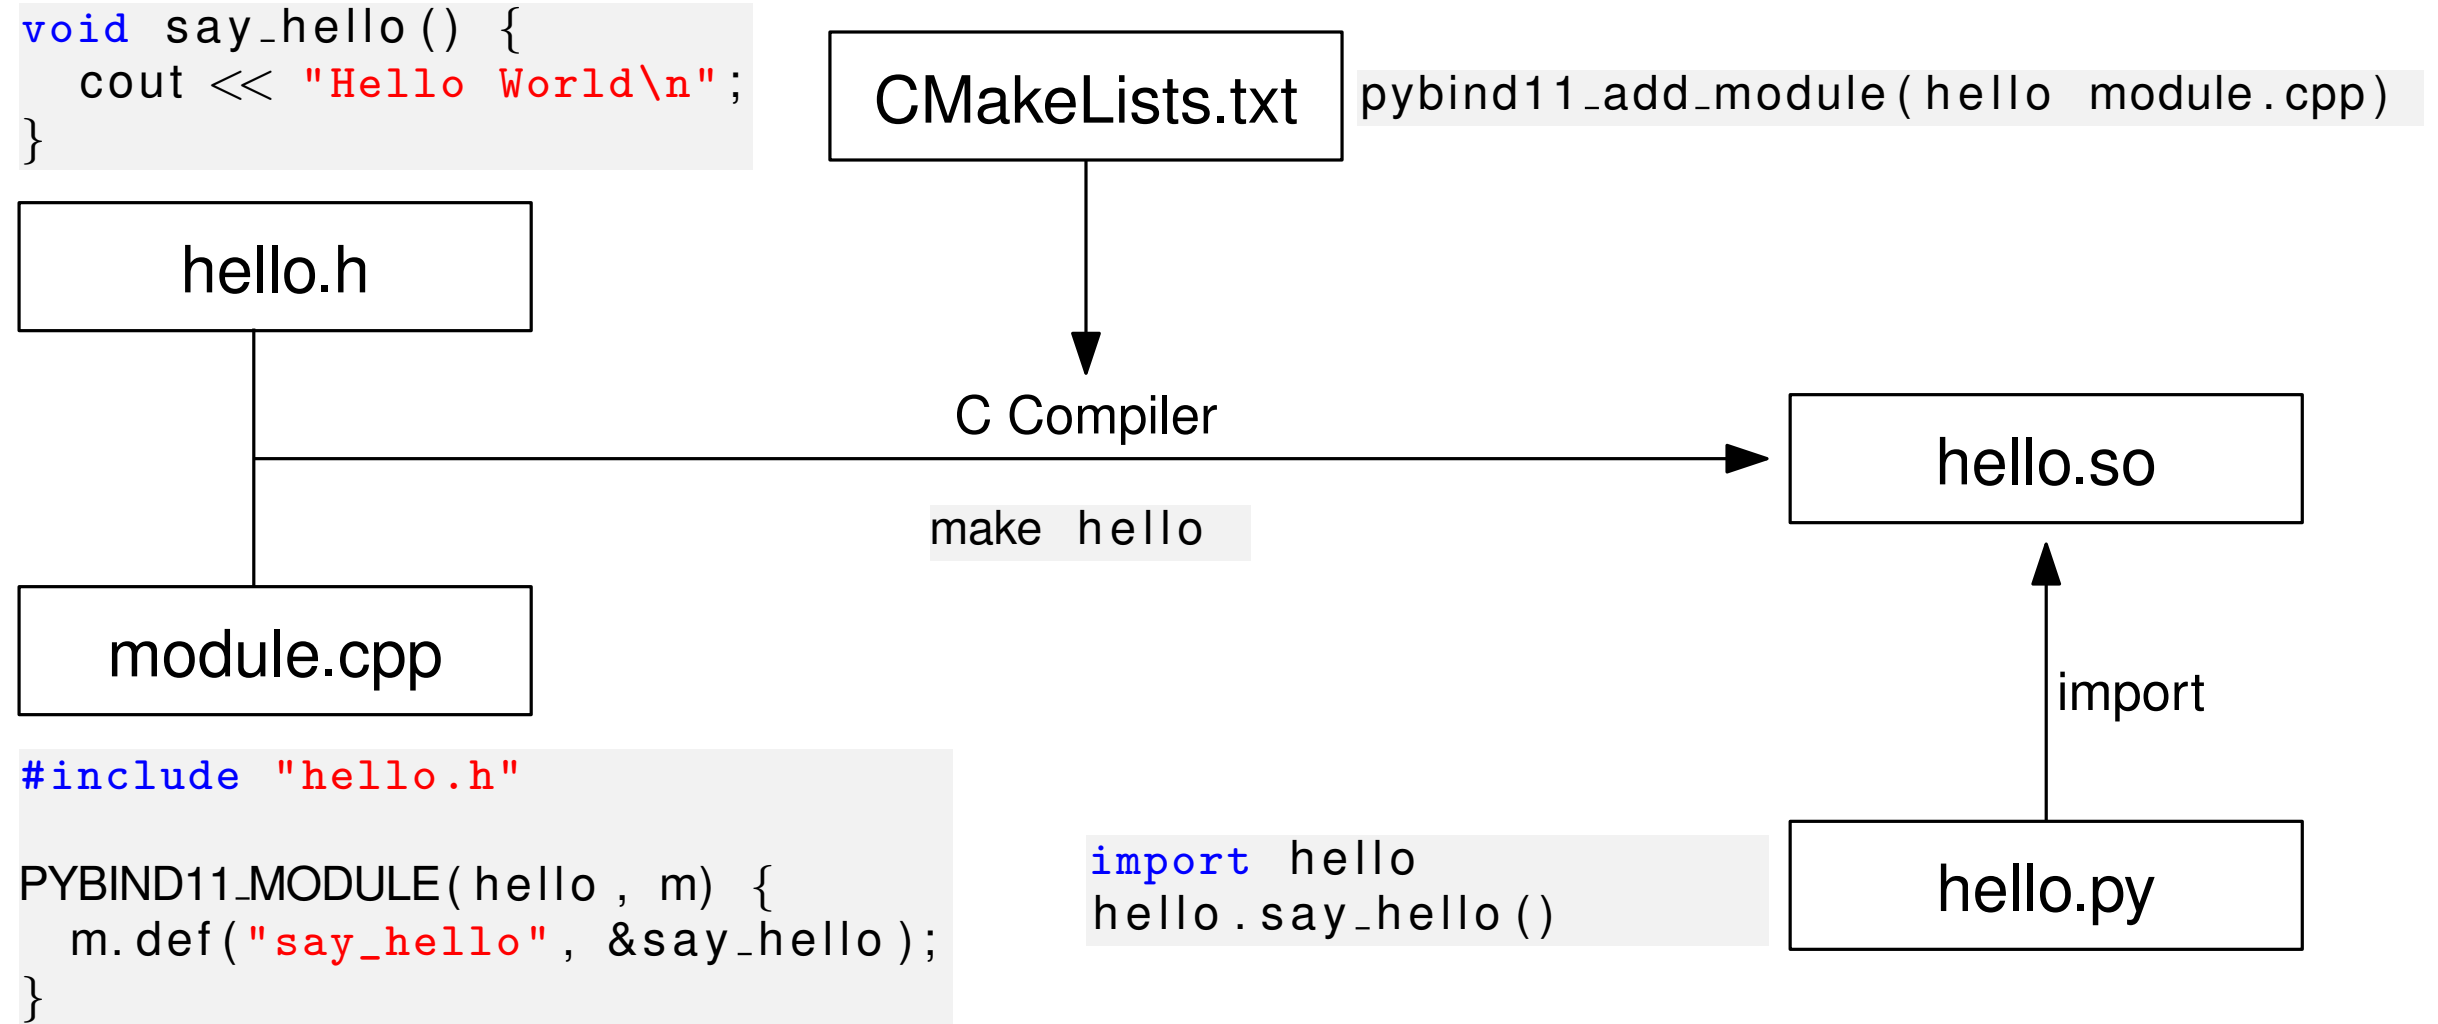 void say_hello() {
  cout << "Hello World\n";
}
CMakeLists.txt
pybind11_add_module(hello module.cpp)
hello.h
C Compiler
make hello
hello.so
module.cpp
import
#include "hello.h"

PYBIND11_MODULE(hello, m) {
  m.def("say_hello", &say_hello);
}
import hello
hello.say_hello()
hello.py